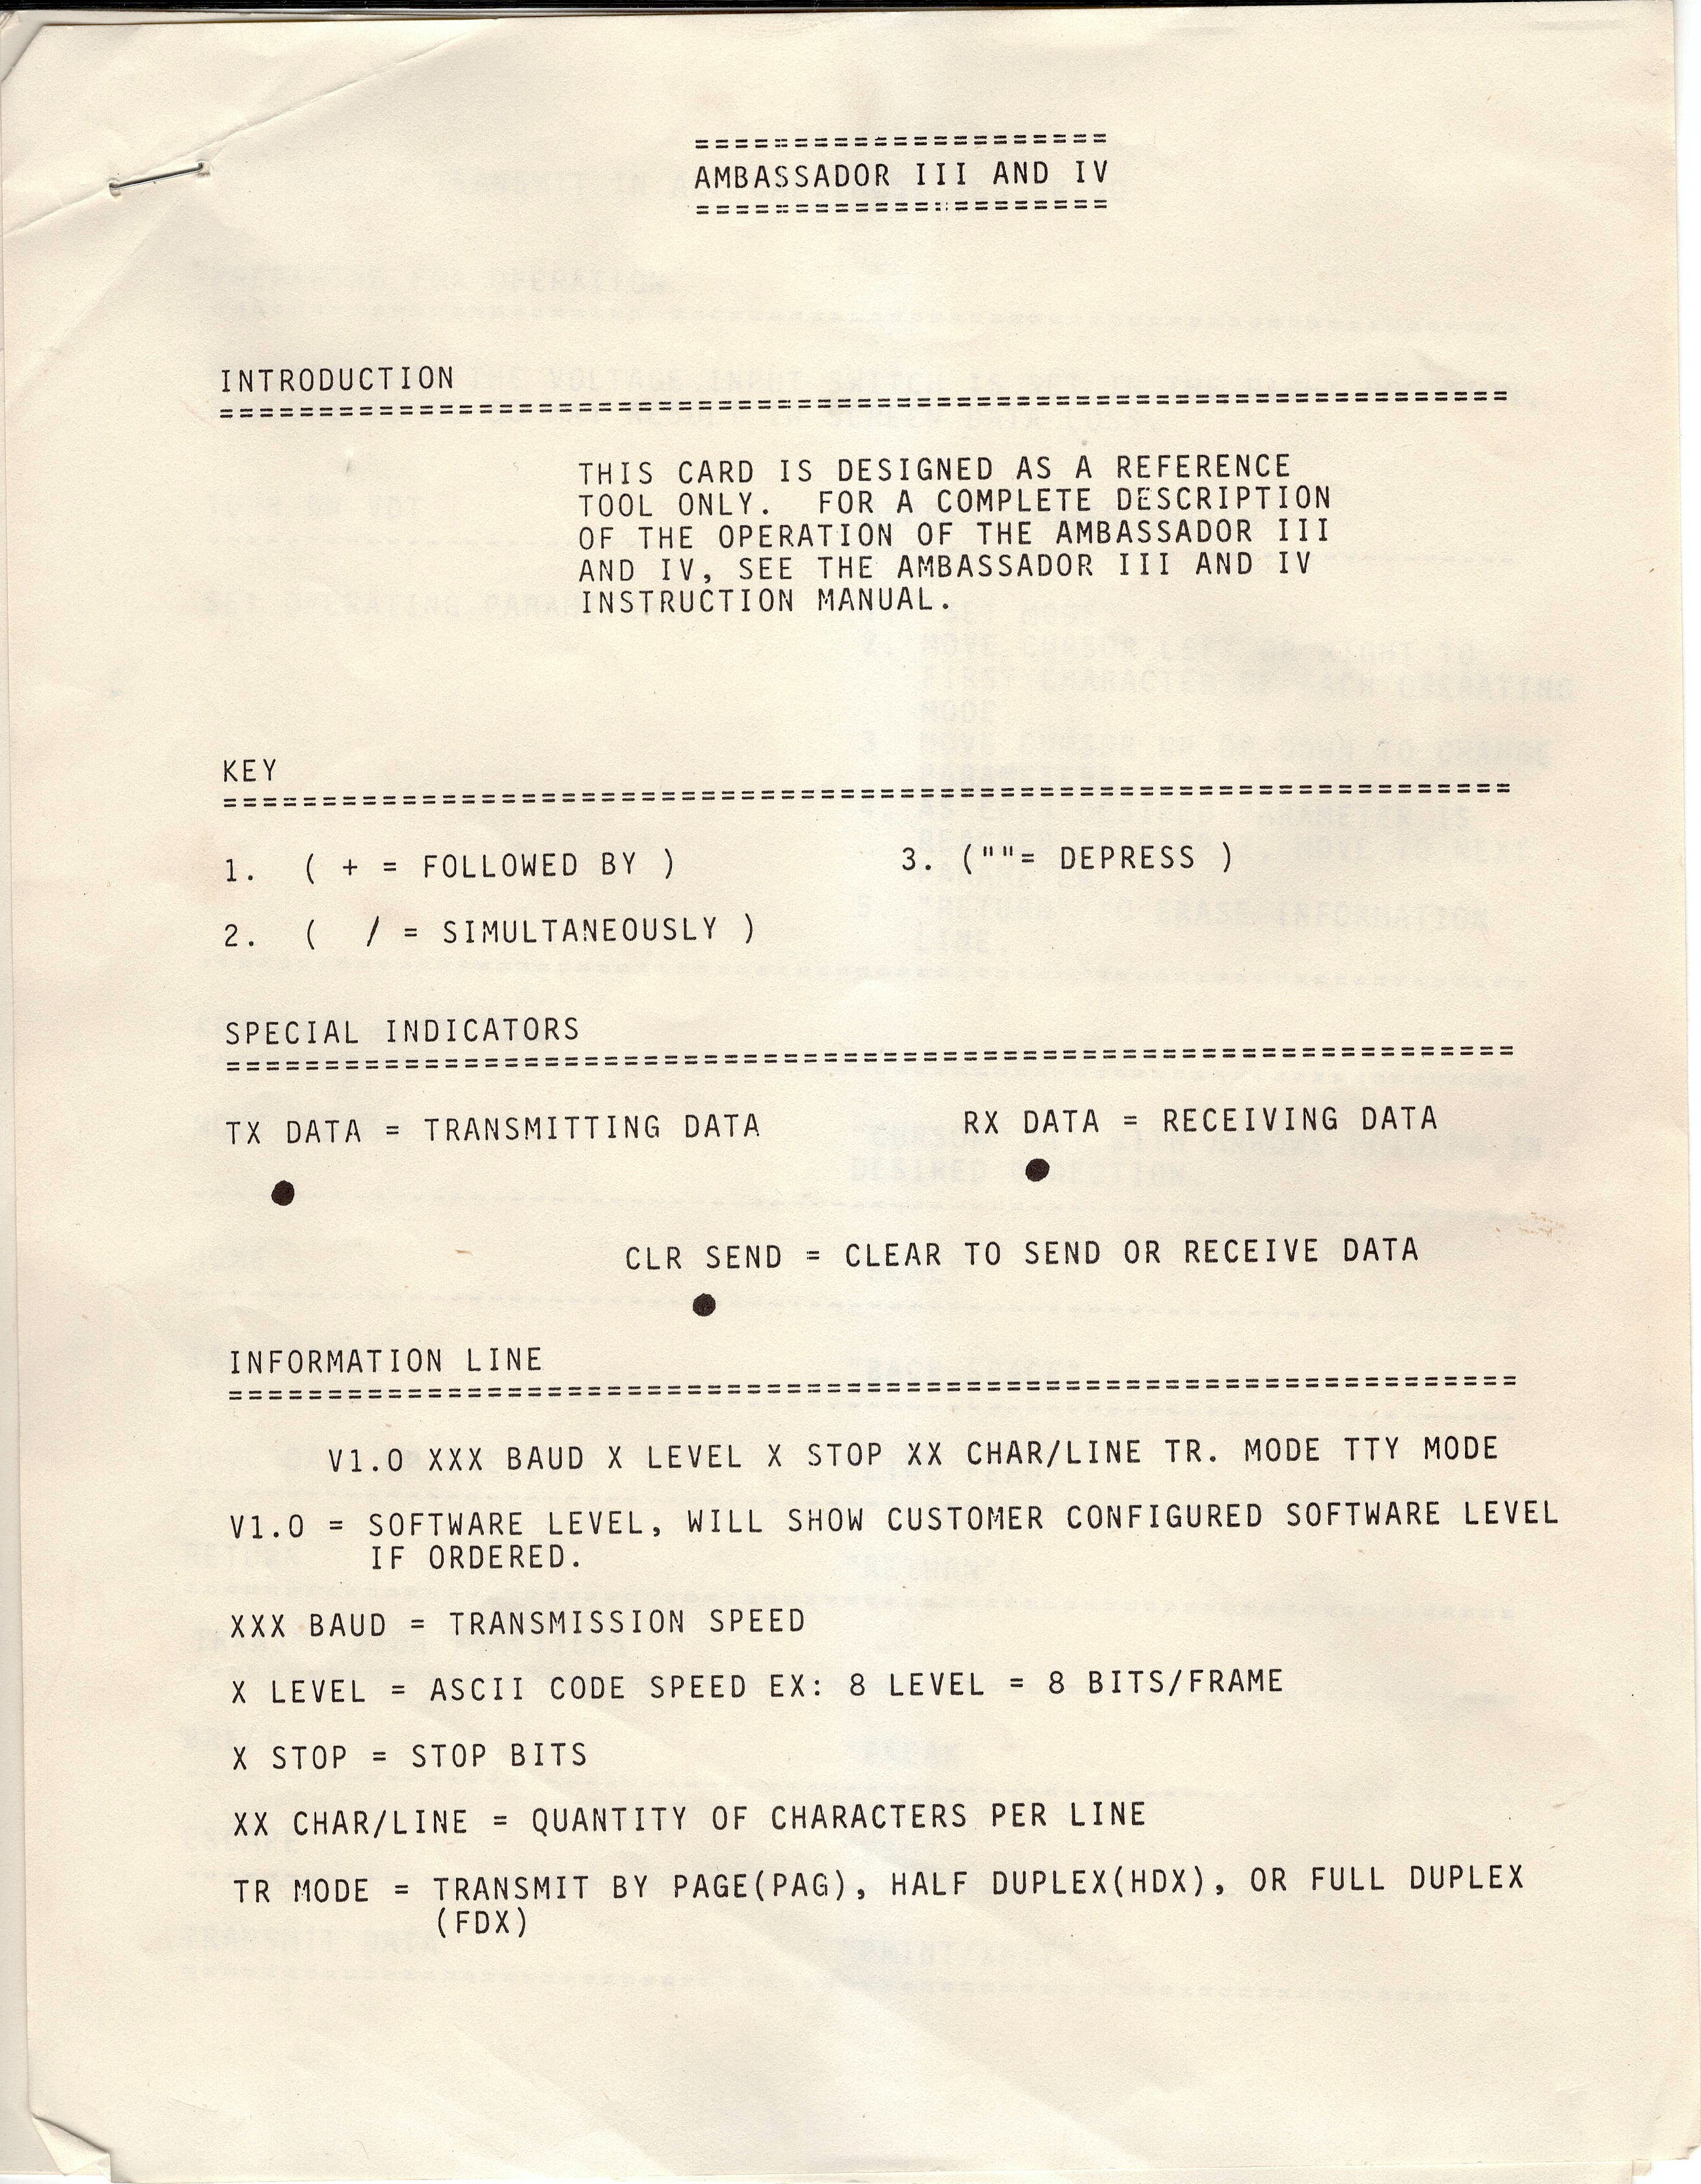 =====================
AMBASSADOR III AND IV
=====================
INTRODUCTION
=================================================================
THIS CARD IS DESIGNED AS A REFERENCE
TOOL ONLY.  FOR A COMPLETE DESCRIPTION
OF THE OPERATION OF THE AMBASSADOR III
AND IV, SEE THE AMBASSADOR III AND IV
INSTRUCTION MANUAL.
KEY
=================================================================
1.  ( + = FOLLOWED BY )           3. (""= DEPRESS )
2.  (  / = SIMULTANEOUSLY )
SPECIAL INDICATORS
=================================================================
TX DATA = TRANSMITTING DATA          RX DATA = RECEIVING DATA
CLR SEND = CLEAR TO SEND OR RECEIVE DATA
INFORMATION LINE
=================================================================
V1.0 XXX BAUD X LEVEL X STOP XX CHAR/LINE TR. MODE TTY MODE
V1.0 = SOFTWARE LEVEL, WILL SHOW CUSTOMER CONFIGURED SOFTWARE LEVEL
IF ORDERED.
XXX BAUD = TRANSMISSION SPEED
X LEVEL = ASCII CODE SPEED EX: 8 LEVEL = 8 BITS/FRAME
X STOP = STOP BITS
XX CHAR/LINE = QUANTITY OF CHARACTERS PER LINE
TR MODE = TRANSMIT BY PAGE(PAG), HALF DUPLEX(HDX), OR FULL DUPLEX
(FDX)